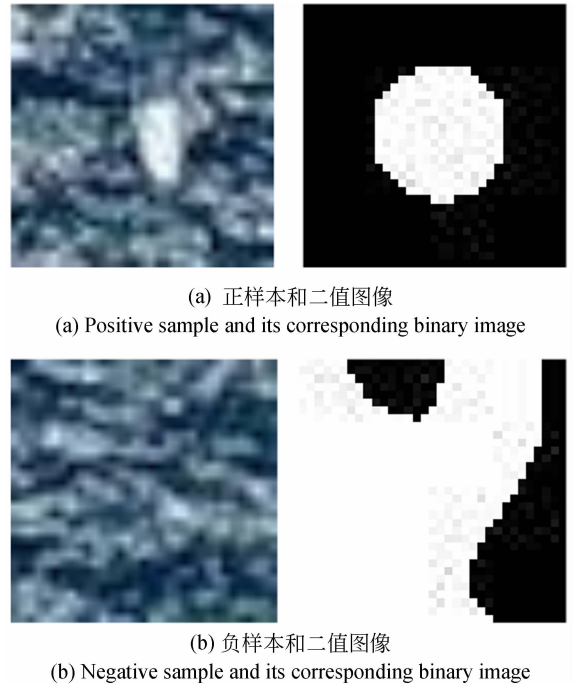 (a) 正样本和二值图像
(a) Positive sample and its corresponding binary image
(b) 负样本和二值图像
(b) Negative sample and its corresponding binary image